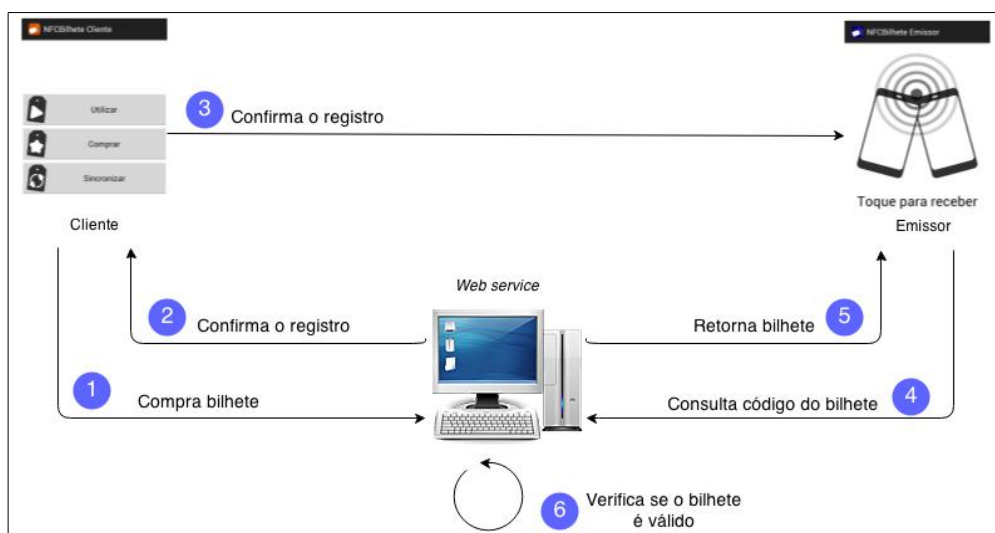 NFCBilhete Cliente
NFCBilhete Emissor
3
Confirma o registro
Utilizar
Comprar
Sincronizar
Toque para receber
Cliente
Emissor
Web service
2
Confirma o registro
Retorna bilhete
5
1
Compra bilhete
Consulta código do bilhete
4
6
Verifica se o bilhete
é válido